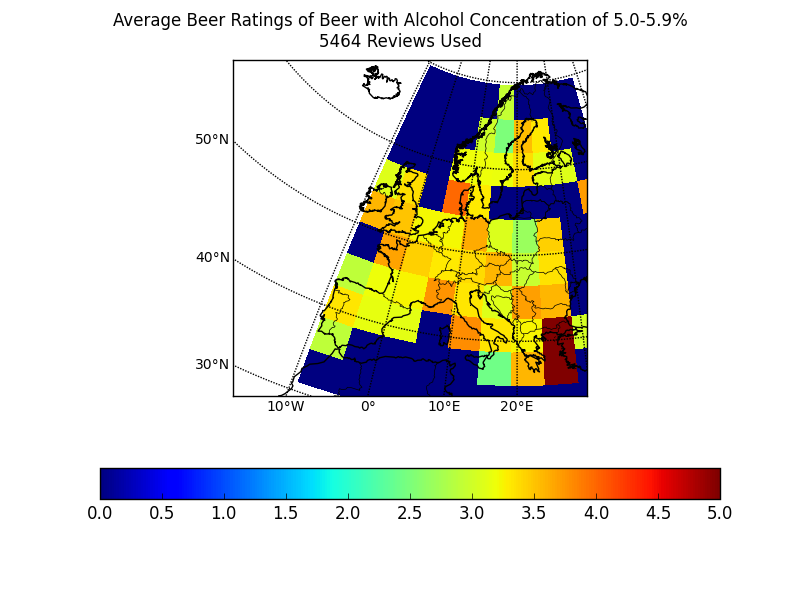 Average Beer Ratings of Beer with Alcohol Concentration of 5.0-5.9%
5464 Reviews Used
50°N
40°N
30°N
10°W 0° 10°E 20°E
0.0 0.5 1.0 1.5 2.0 2.5 3.0 3.5 4.0 4.5 5.0